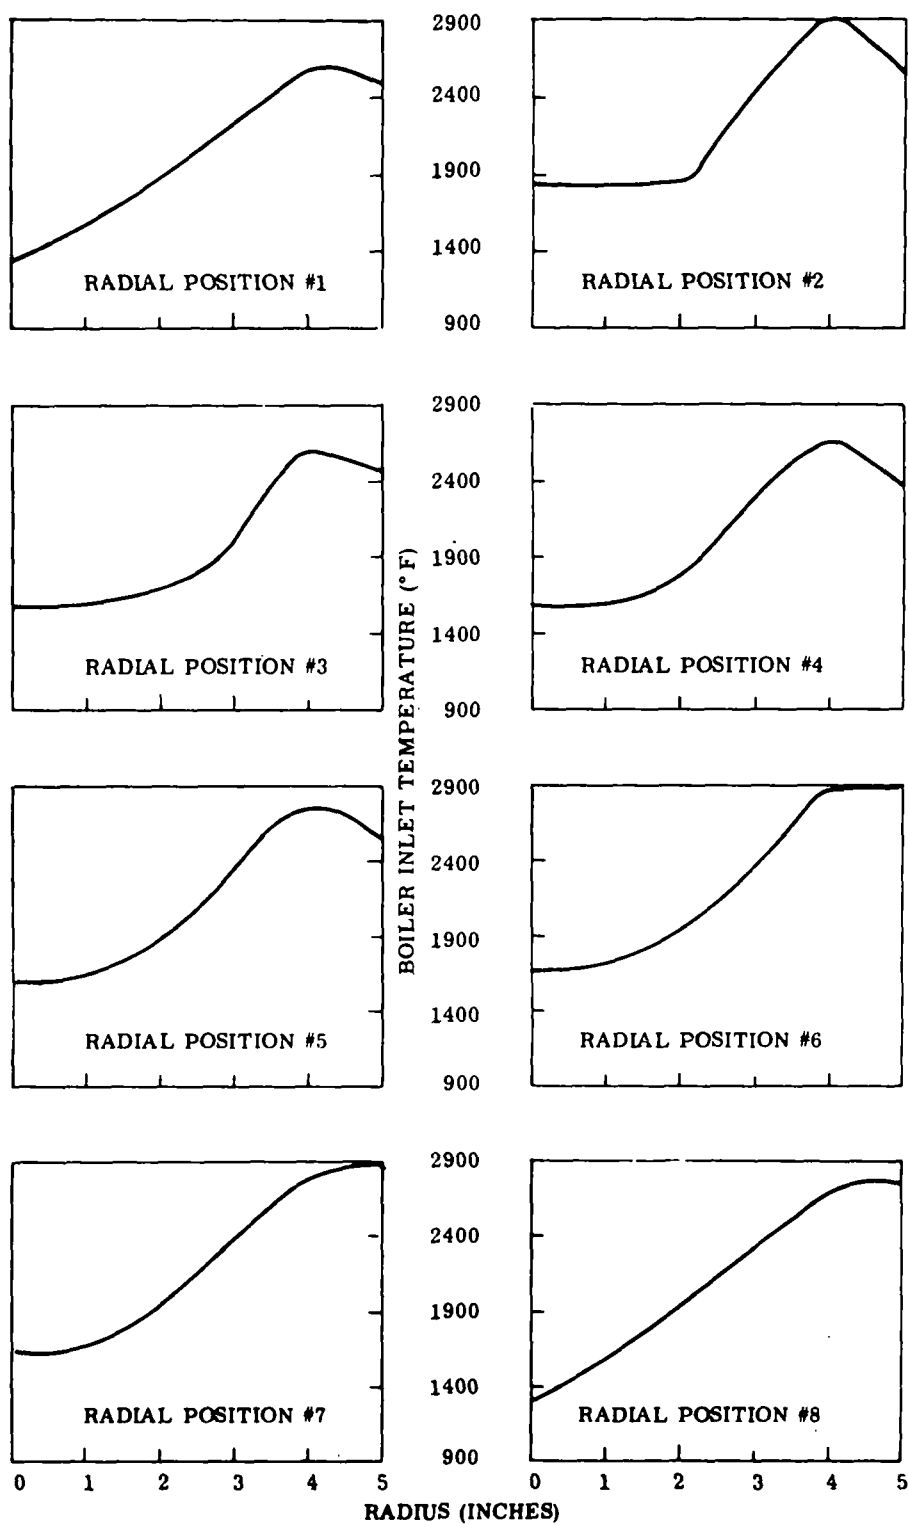 2900
2400
1900
1400
900
RADIAL POSITION #1
RADIAL POSITION #2
2900
2400
1900
1400
900
RADIAL POSITION #3
RADIAL POSITION #4
BOILER INLET TEMPERATURE (° F)
2900
2400
1900
1400
900
RADIAL POSITION #5
RADIAL POSITION #6
2900
2400
1900
1400
900
RADIAL POSITION #7
RADIAL POSITION #8
0 1 2 3 4 5
0 1 2 3 4 5
RADIUS (INCHES)